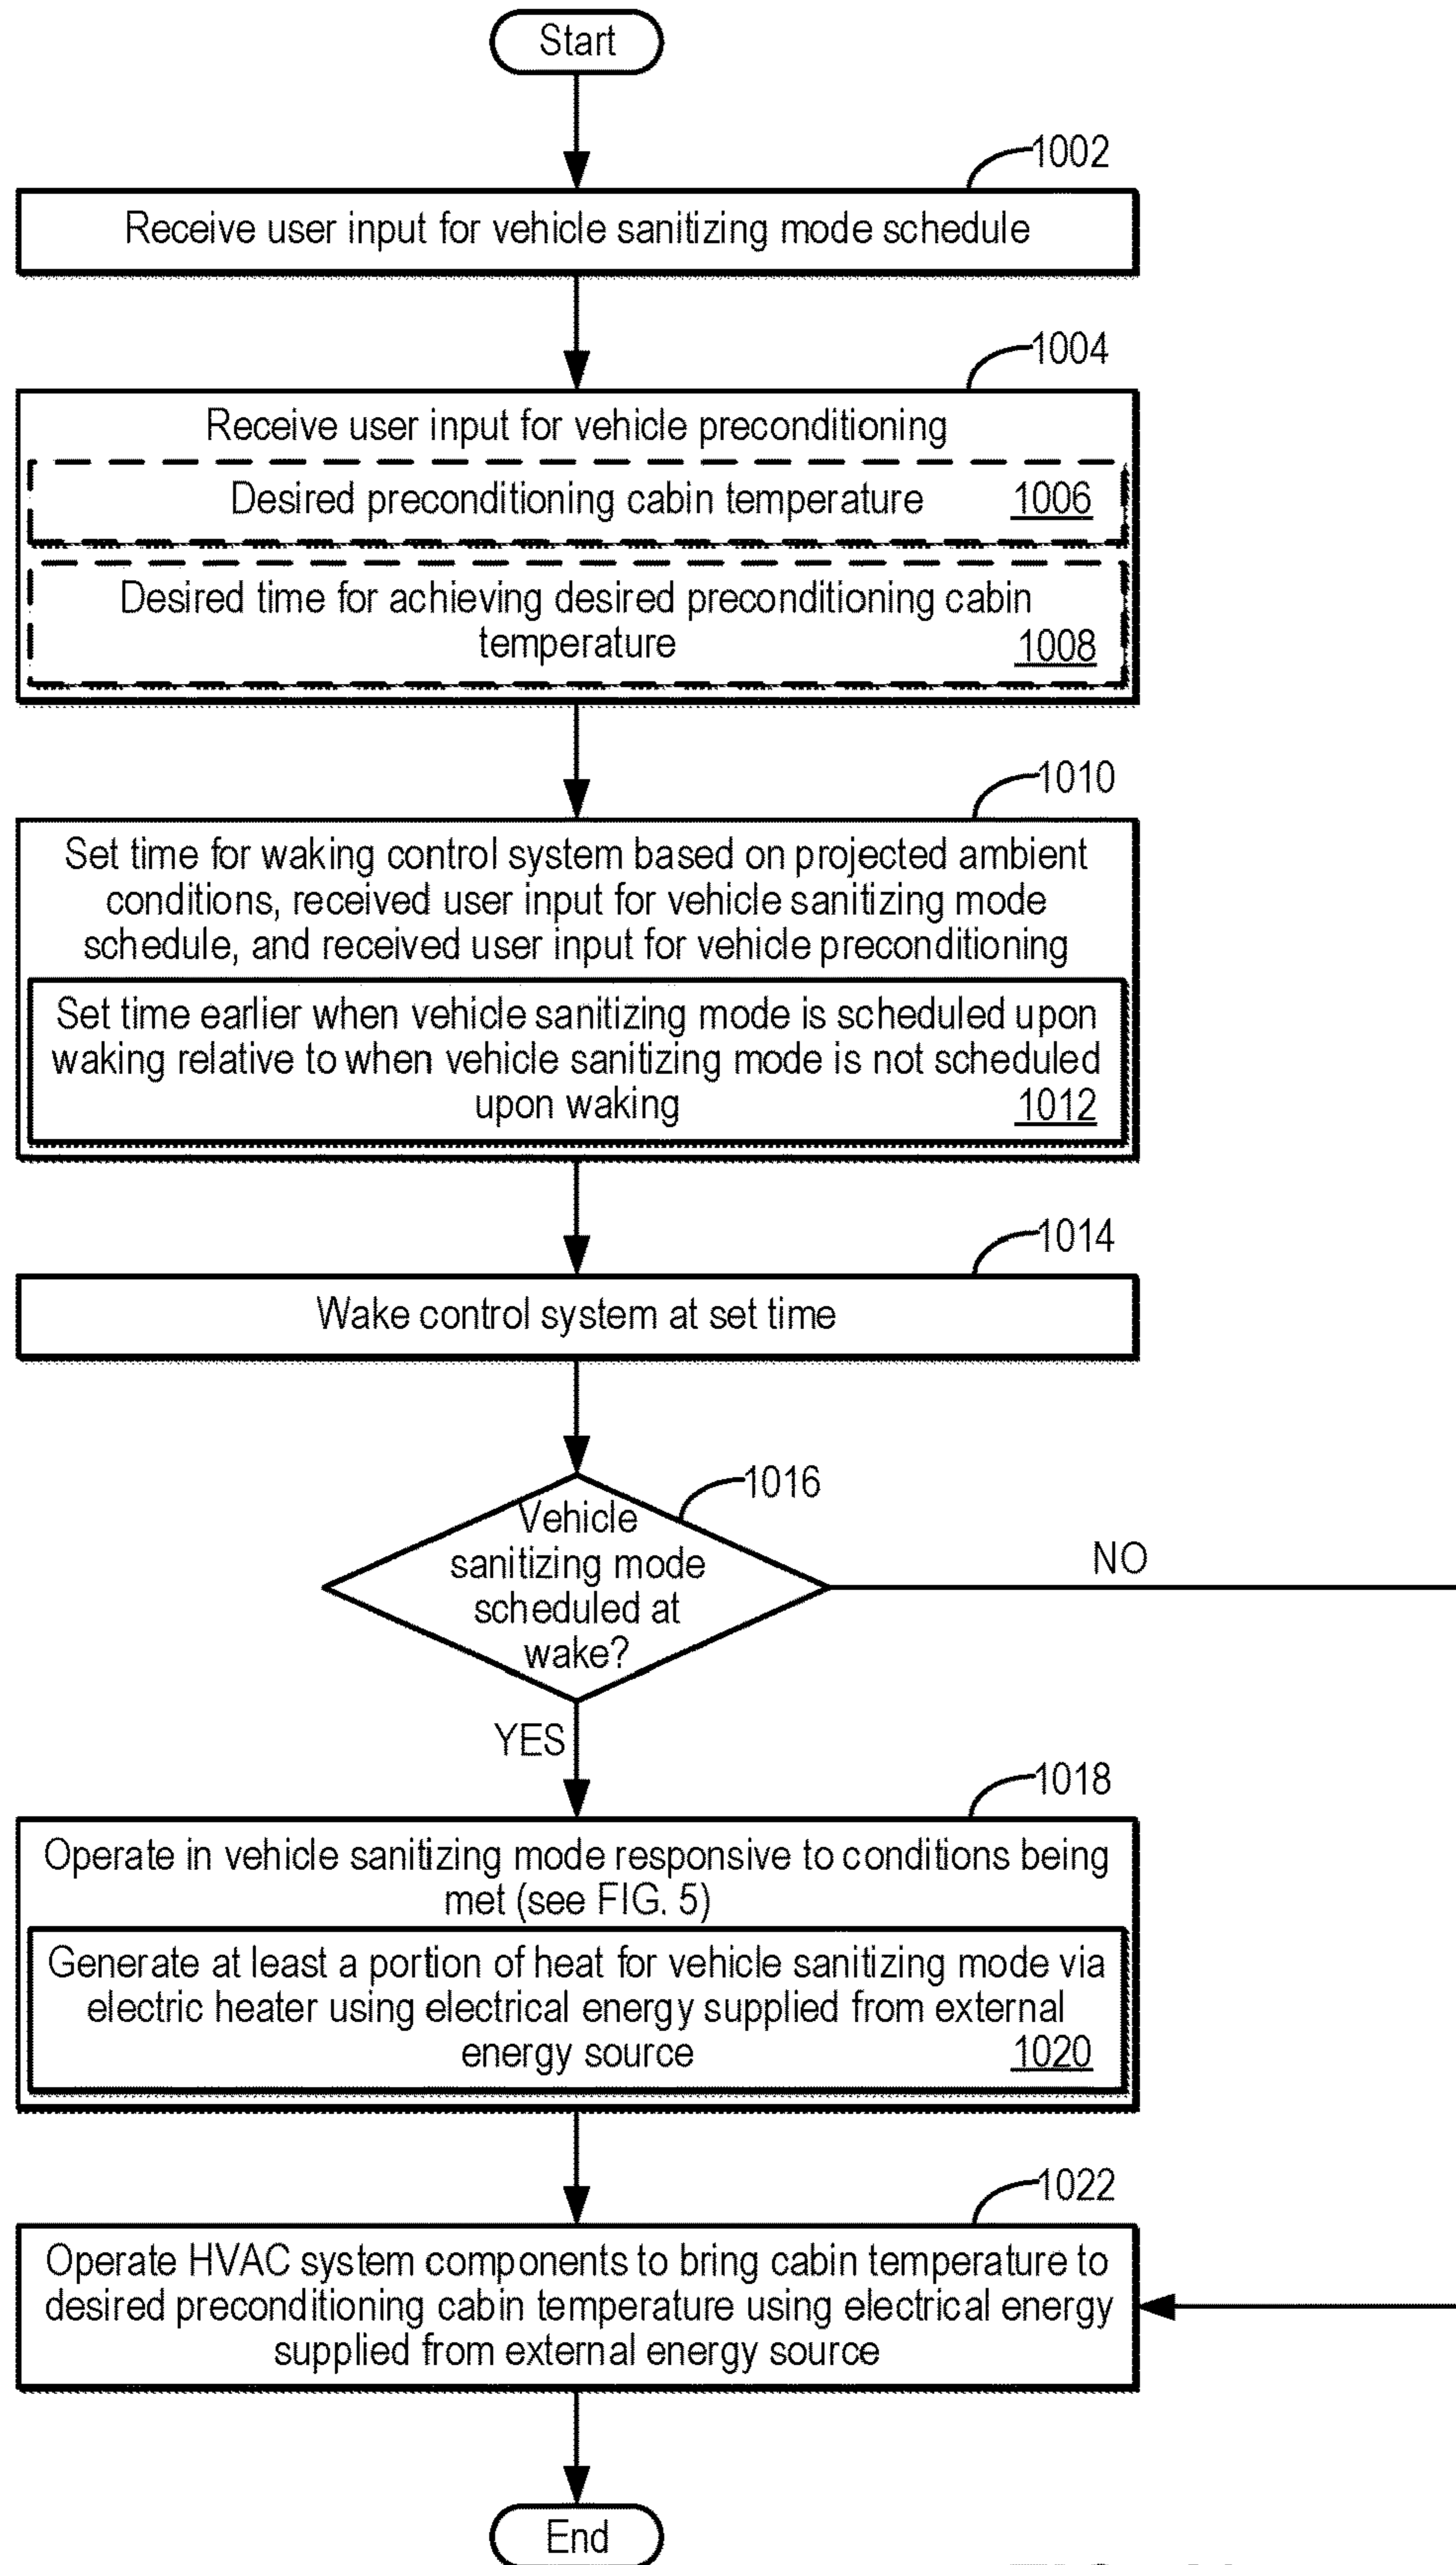 Start
1002
Receive user input for vehicle sanitizing mode schedule
1004
Receive user input for vehicle preconditioning
Desired preconditioning cabin temperature 1006
Desired time for achieving desired preconditioning cabin
temperature 1008
1010
Set time for waking control system based on projected ambient
conditions, received user input for vehicle sanitizing mode
schedule, and received user input for vehicle preconditioning
Set time earlier when vehicle sanitizing mode is scheduled upon
waking relative to when vehicle sanitizing mode is not scheduled
upon waking 1012
1014
Wake control system at set time
1016
Vehicle
sanitizing mode
scheduled at
wake?
NO
YES
1018
Operate in vehicle sanitizing mode responsive to conditions being
met (see FIG. 5)
Generate at least a portion of heat for vehicle sanitizing mode via
electric heater using electrical energy supplied from external
energy source 1020
1022
Operate HVAC system components to bring cabin temperature to
desired preconditioning cabin temperature using electrical energy
supplied from external energy source
End